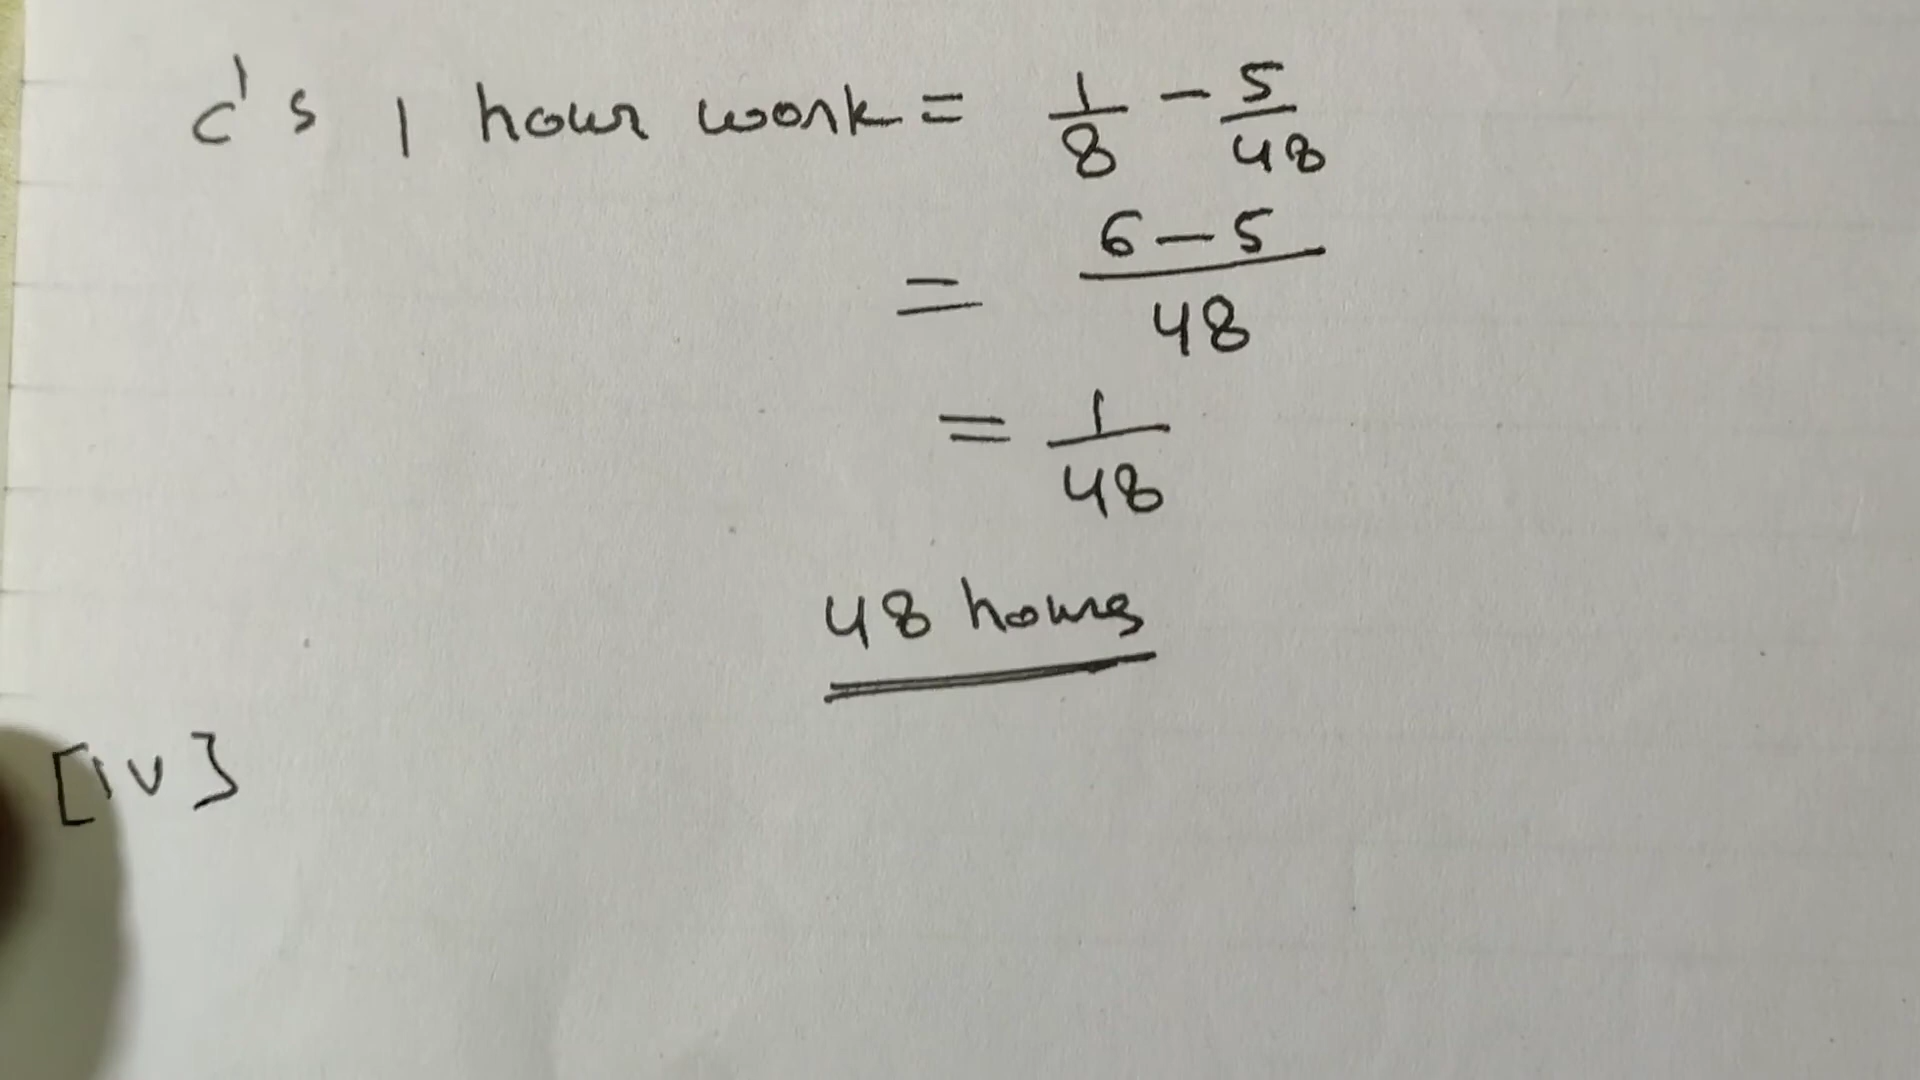 c's 1 hour work = 1/8 - 5/48
= 6-5/48
= 1/48
48 hours
[iv]